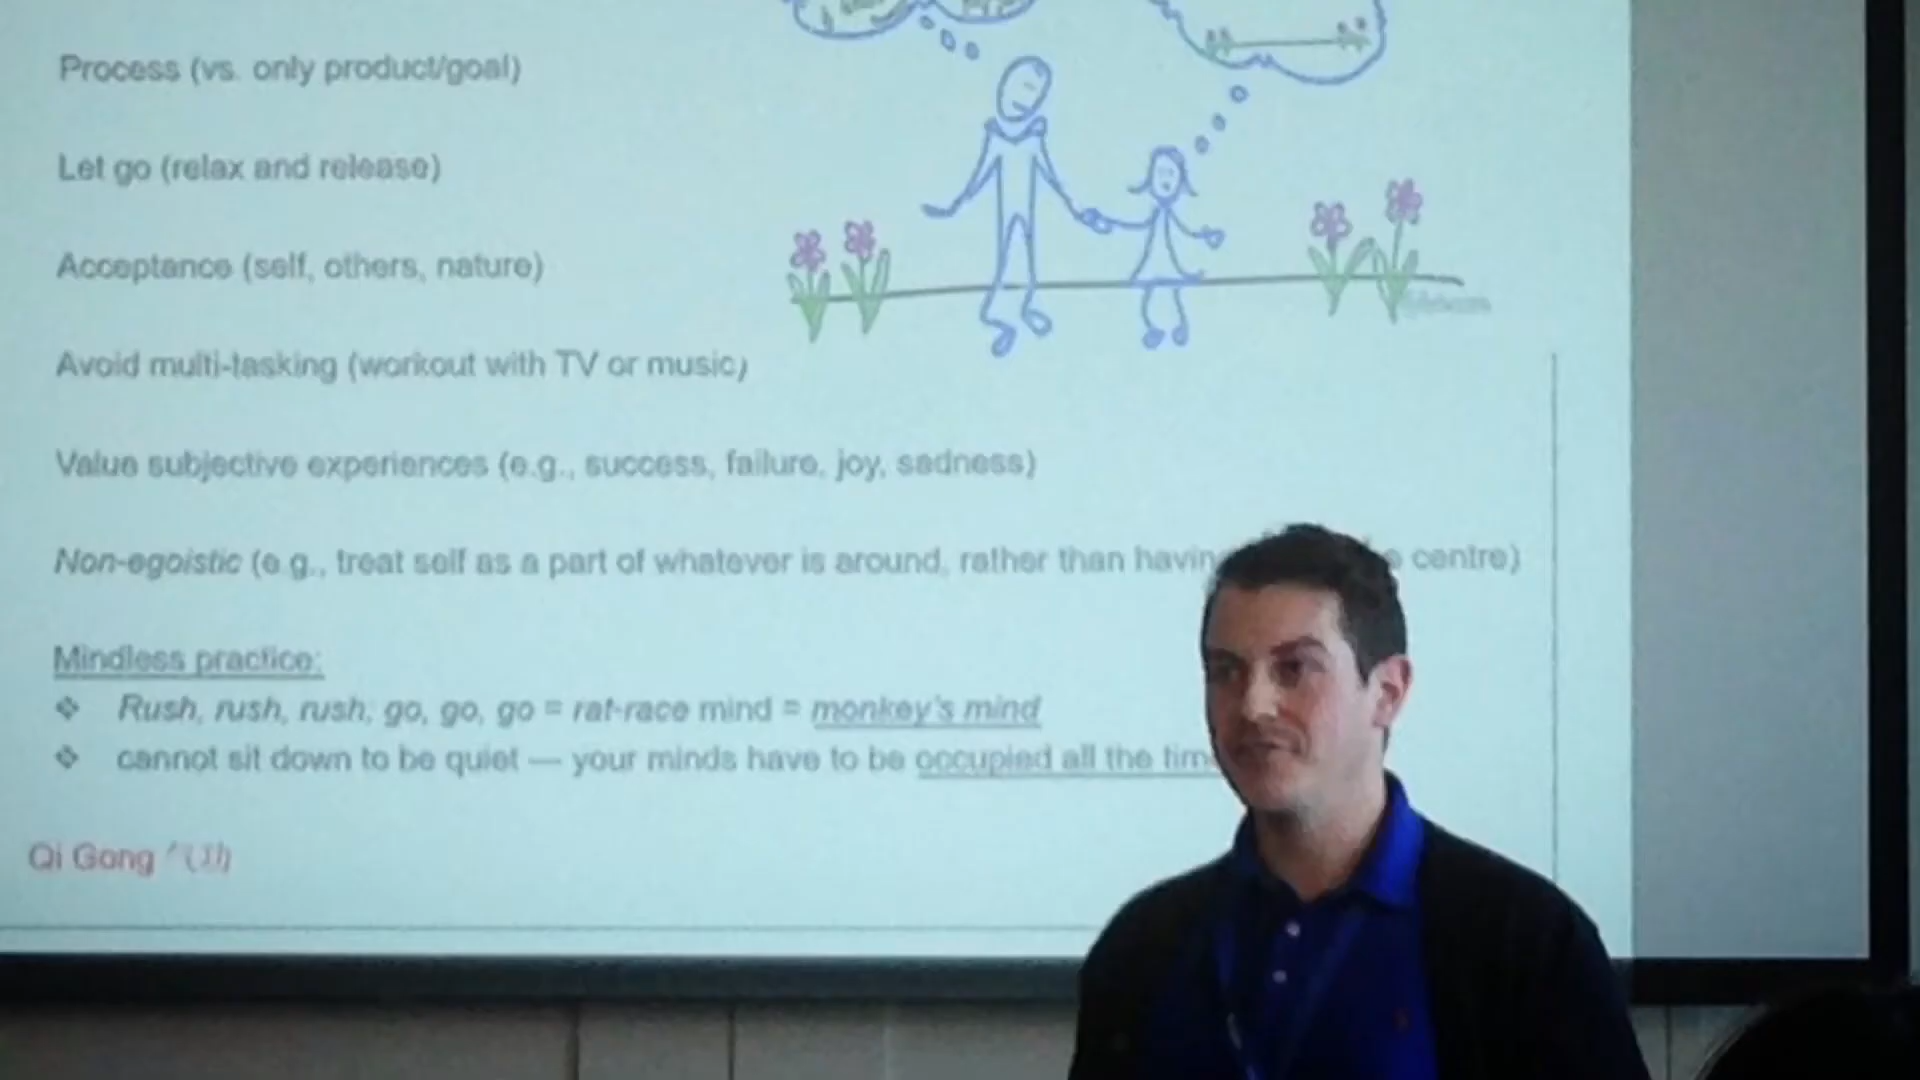 Process (vs. only product/goal)
Let go (relax and release)
Acceptance (self, others, nature)
Avoid multi-tasking (workout with TV or music)
Value subjective experiences (e.g., success, failure, joy, sadness)
Non-egoistic (e.g., treat self as a part of whatever is around, rather than having centre)
Mindless practice:
❖ Rush, rush, rush; go, go, go = rat-race mind = monkey's mind
❖ cannot sit down to be quiet — your minds have to be occupied all the tim
Qi Gong